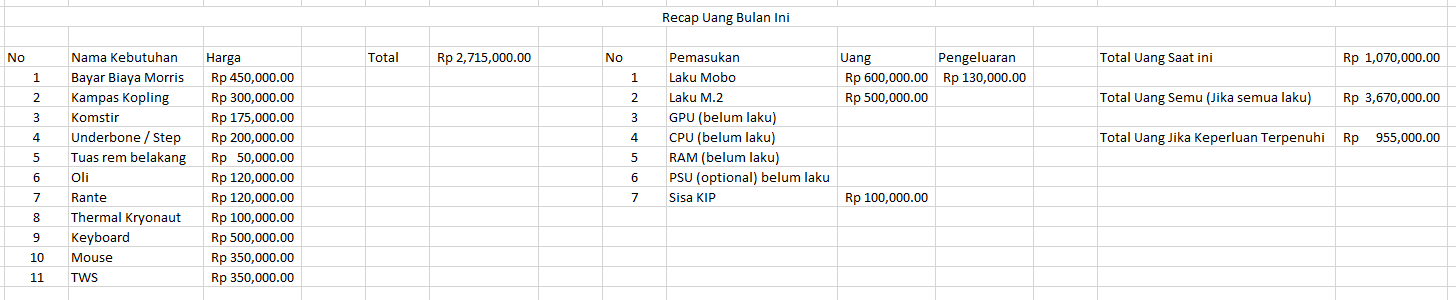 Recap Uang Bulan Ini
No Nama Kebutuhan Harga Total Rp 2,715,000.00 No Pemasukan Uang Pengeluaran Total Uang Saat ini Rp 1,070,000.00
1 Bayar Biaya Morris Rp 450,000.00 1 Laku Mobo Rp 600,000.00 Rp 130,000.00
2 Kampas Kopling Rp 300,000.00 2 Laku M.2 Rp 500,000.00 Total Uang Semu (Jika semua laku) Rp 3,670,000.00
3 Komstir Rp 175,000.00 3 GPU (belum laku)
4 Underbone / Step Rp 200,000.00 4 CPU (belum laku) Total Uang Jika Keperluan Terpenuhi Rp 955,000.00
5 Tuas rem belakang Rp 50,000.00 5 RAM (belum laku)
6 Oli Rp 120,000.00 6 PSU (optional) belum laku
7 Rante Rp 120,000.00 7 Sisa KIP Rp 100,000.00
8 Thermal Kryonaut Rp 100,000.00
9 Keyboard Rp 500,000.00
10 Mouse Rp 350,000.00
11 TWS Rp 350,000.00